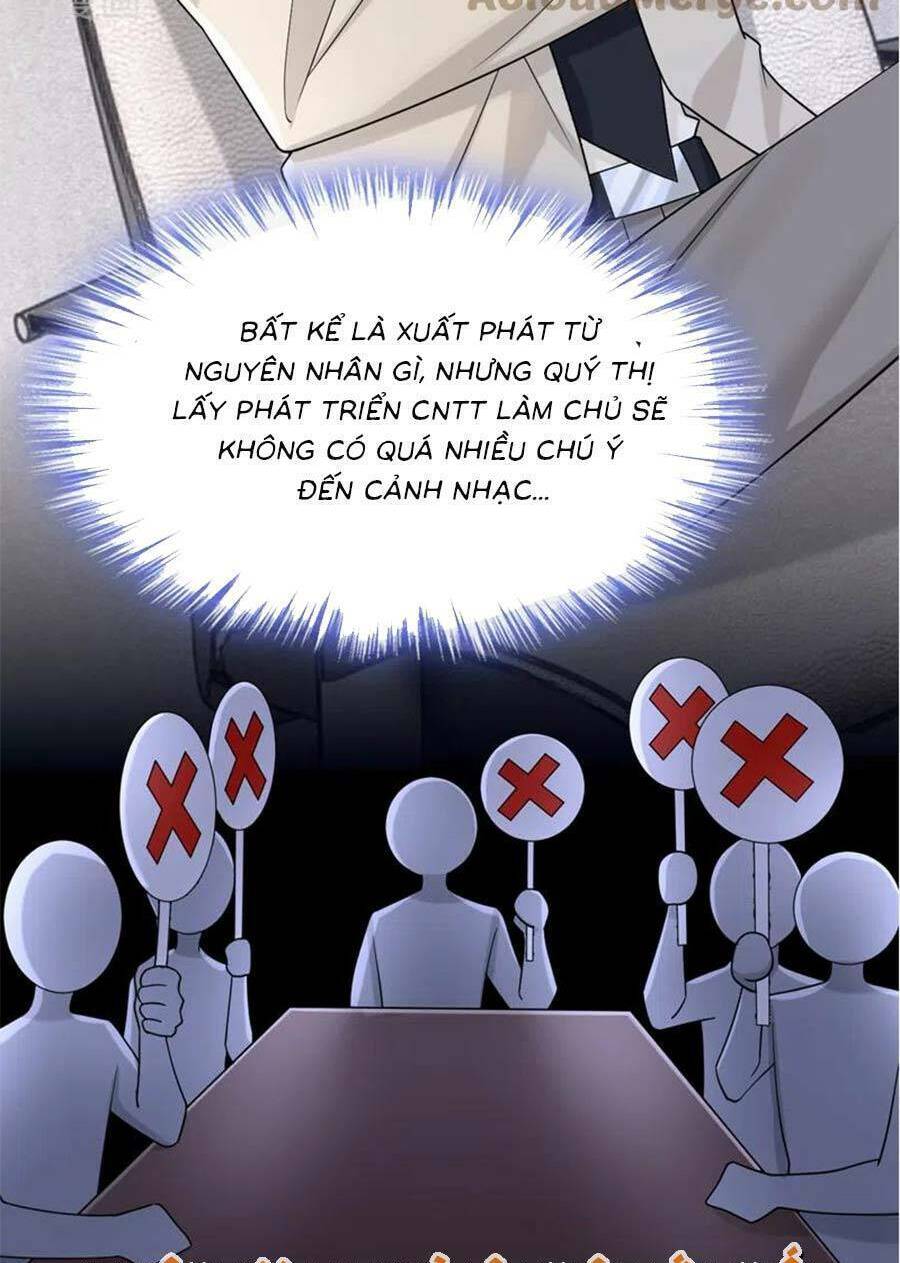 BẤT KỂ LÀ XUẤT PHÁT TỪ
NGUYÊN NHÂN GÌ, NHƯNG QUÝ THỊ
LẤY PHÁT TRIỂN CNTT LÀM CHỦ SẼ
KHÔNG CÓ QUÁ NHIỀU CHÚ Ý
ĐẾN CẢNH NHẠC...